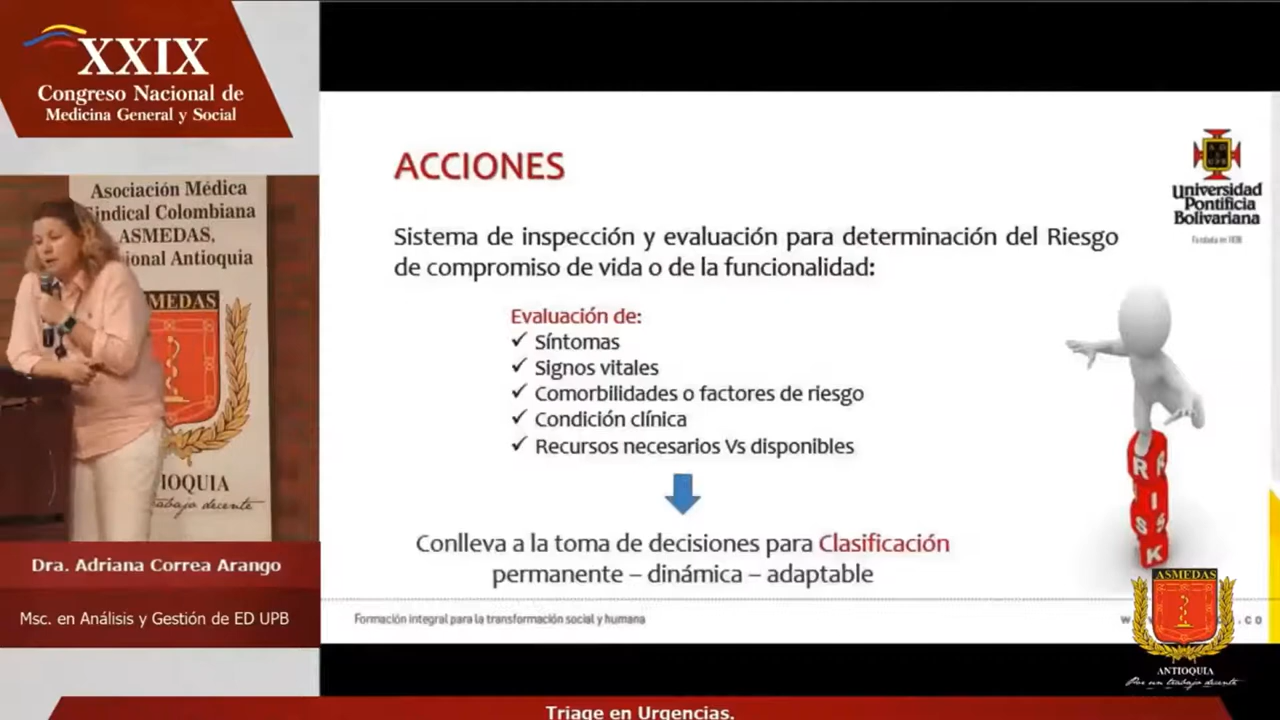 XXIX
Congreso Nacional de
Medicina General y Social
Asociación Médica
Sindical Colombiana
ASMEDAS,
ional Antioquia
MEDAS
IOQUIA
trabajo decente
Dra. Adriana Correa Arango
Msc. en Análisis y Gestión de ED UPB
ACCIONES
Sistema de inspección y evaluación para determinación del Riesgo
de compromiso de vida o de la funcionalidad:
Evaluación de:
✓ Síntomas
✓ Signos vitales
✓ Comorbilidades o factores de riesgo
✓ Condición clínica
✓ Recursos necesarios Vs disponibles
Conlleva a la toma de decisiones para Clasificación
permanente – dinámica – adaptable
Universidad
Pontificia
Bolivariana
RISK
Formación integral para la transformación social y humana
ASMEDAS
ANTIOQUIA
Por un trabajo decente
Triage en Urgencias.